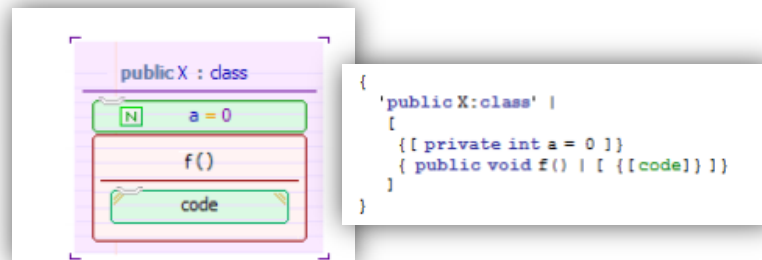 public X : class
N a = 0
f()
code
{
'public X:class' |
[
{[ private int a = 0 ]}
{ public void f() | [ {[code]} ]}
]
}